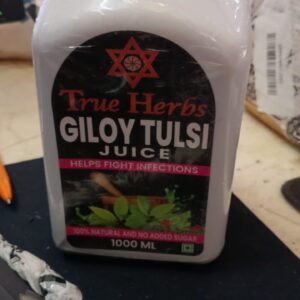 True Herbs
GILOY TULSI
JUICE
HELPS FIGHT INFECTIONS
100% NATURAL AND NO ADDED SUGAR
1000 ML